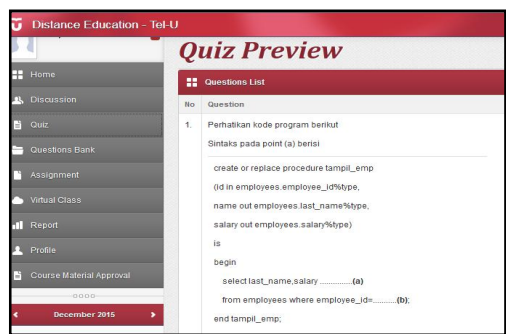 Distance Education - Tel-U
Home
Discussion
Quiz
Questions Bank
Assignment
Virtual Class
Report
Profile
Course Material Approval
December 2015
Quiz Preview
Questions List
No Question
1. Perhatikan kode program berikut
Sintaks pada point (a) berisi
create or replace procedure tampil_emp
(id in employees.employee_id%type,
name out employees.last_name%type,
salary out employees.salary%type)
is
begin
select last_name,salary ...............(a)
from employees where employee_id=...........(b);
end tampil_emp;